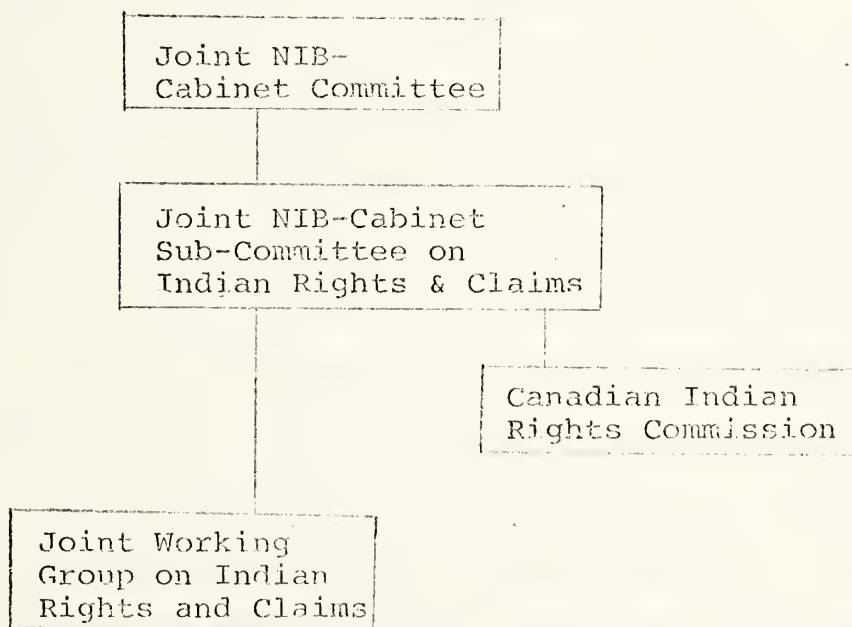 Joint NIB-
Cabinet Committee
Joint NIB-Cabinet
Sub-Committee on
Indian Rights & Claims
Canadian Indian
Rights Commission
Joint Working
Group on Indian
Rights and Claims